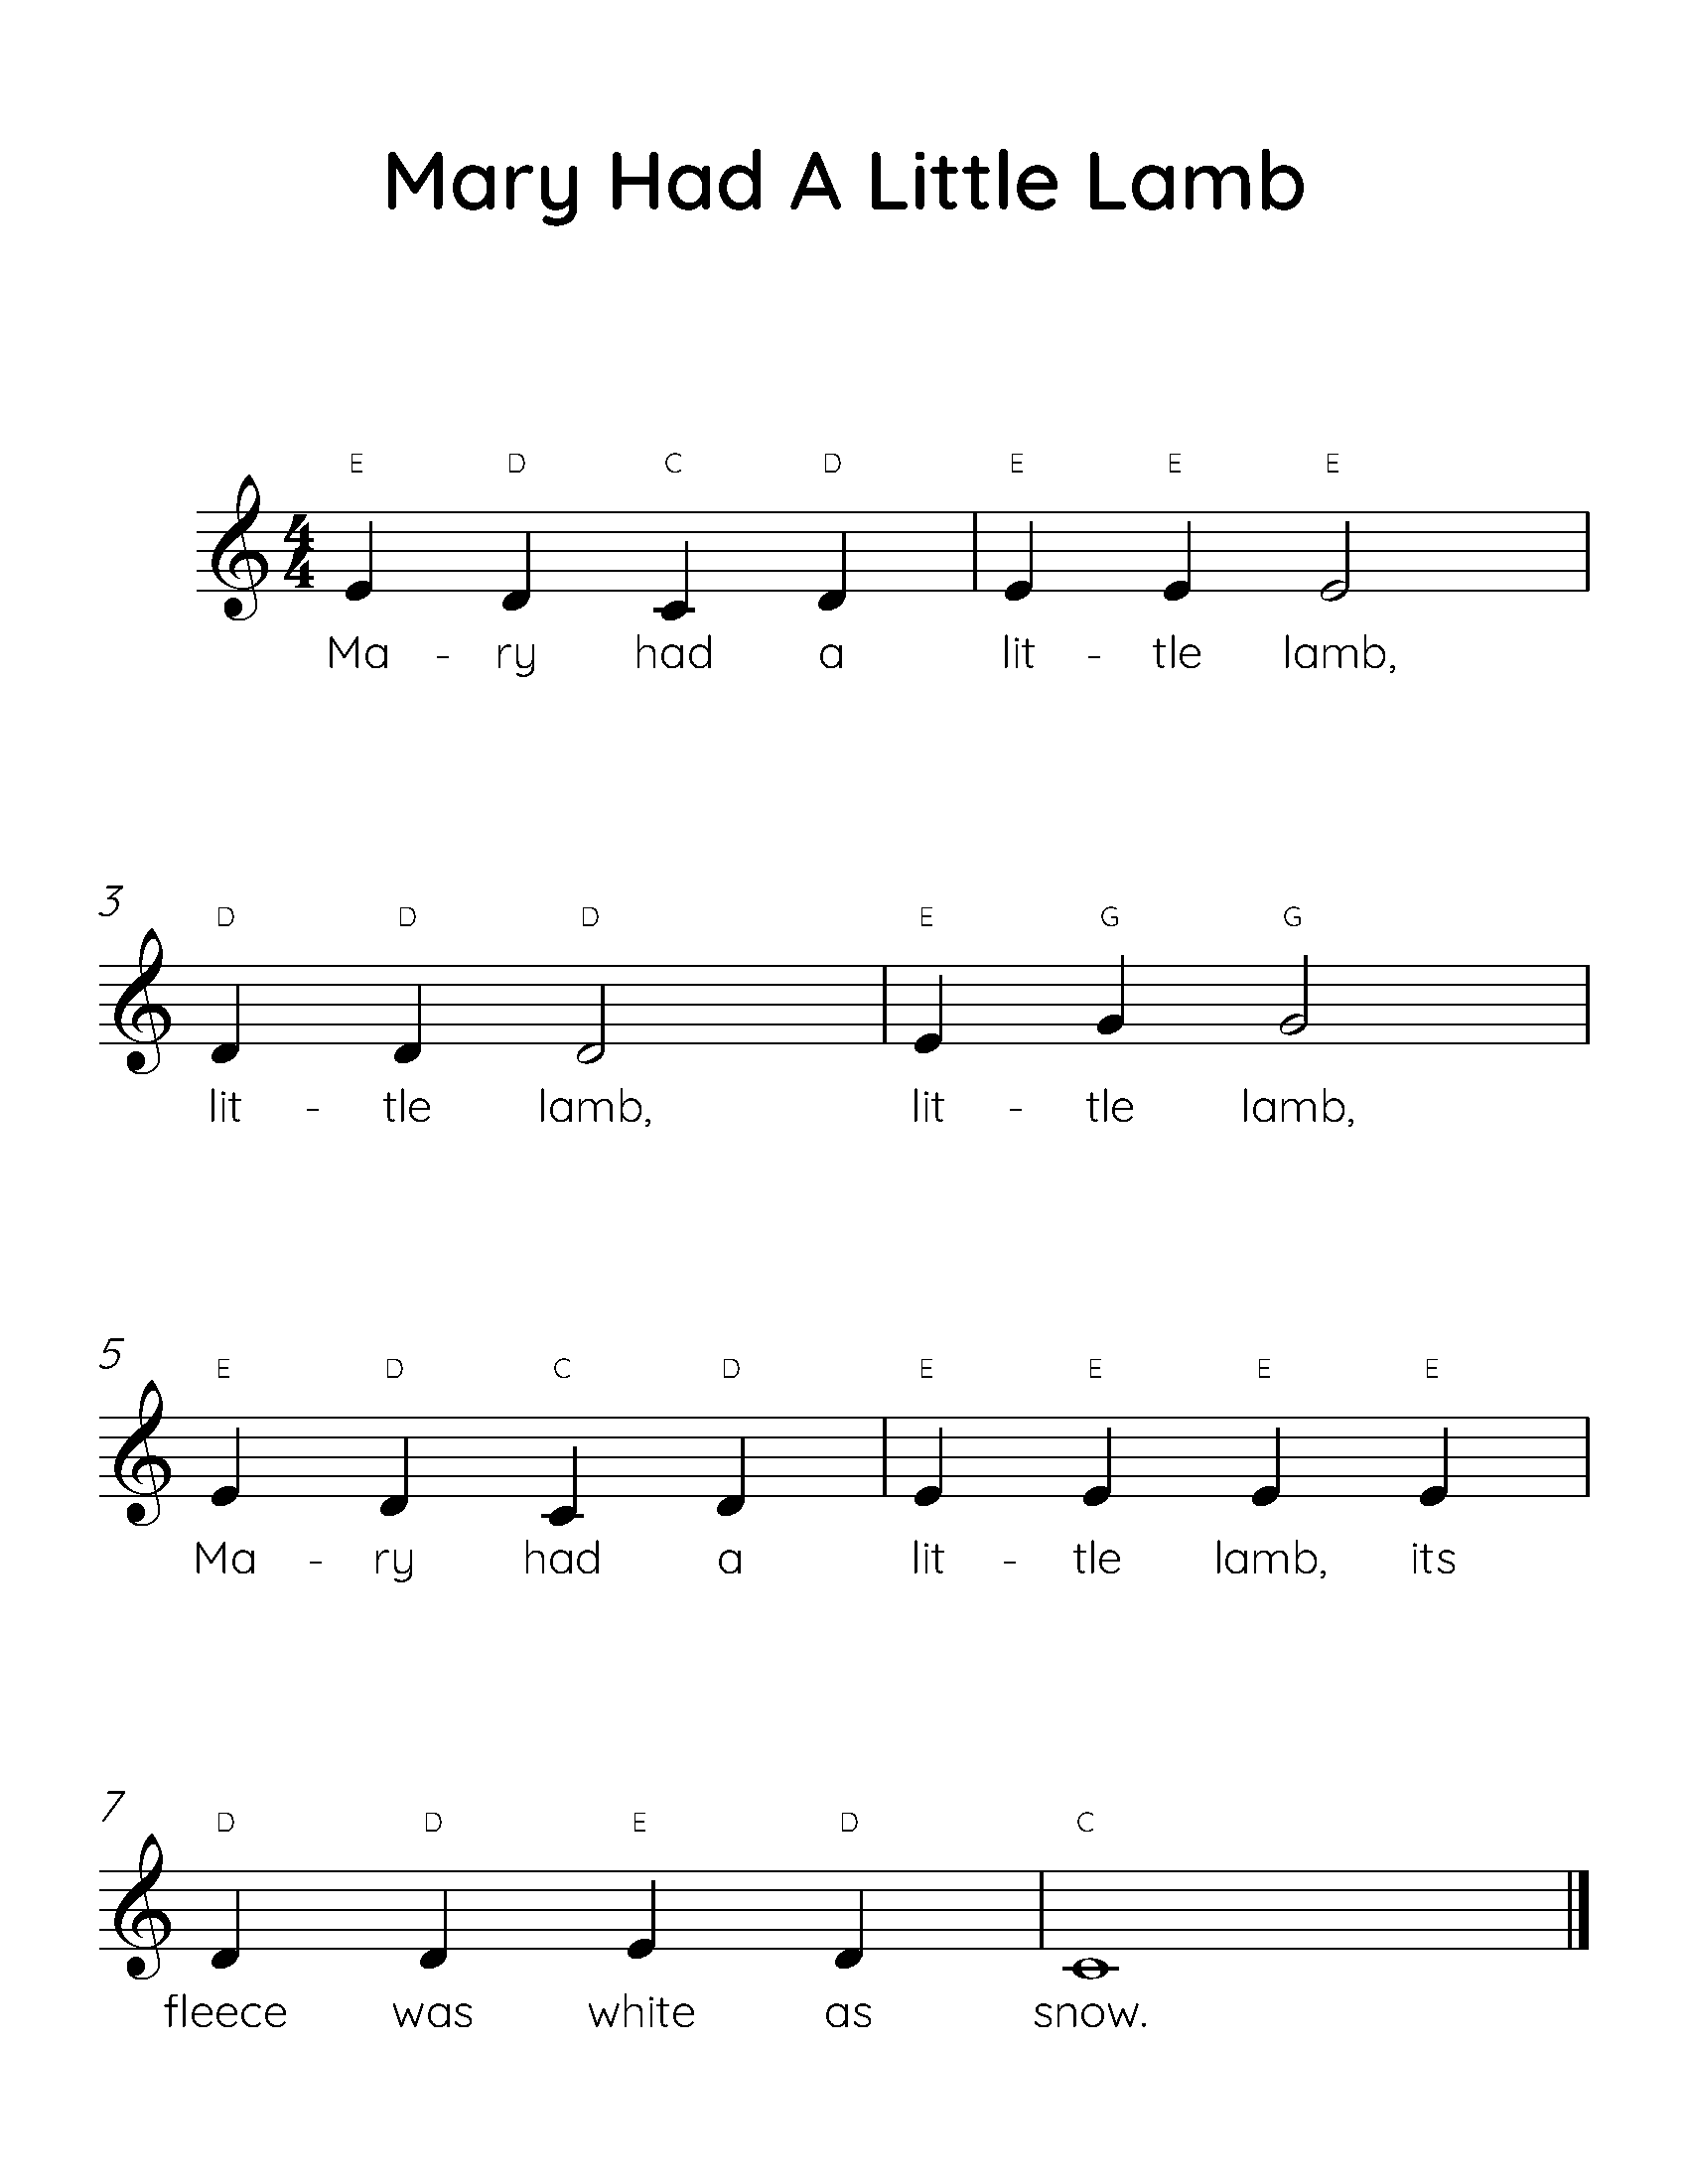 Mary Had A Little Lamb
E D C D E E E
4
4
Ma - ry had a lit - tle lamb,
3
D D D E G G
lit - tle lamb, lit - tle lamb,
5
E D C D E E E E
Ma - ry had a lit - tle lamb, its
7
D D E D C
fleece was white as snow.